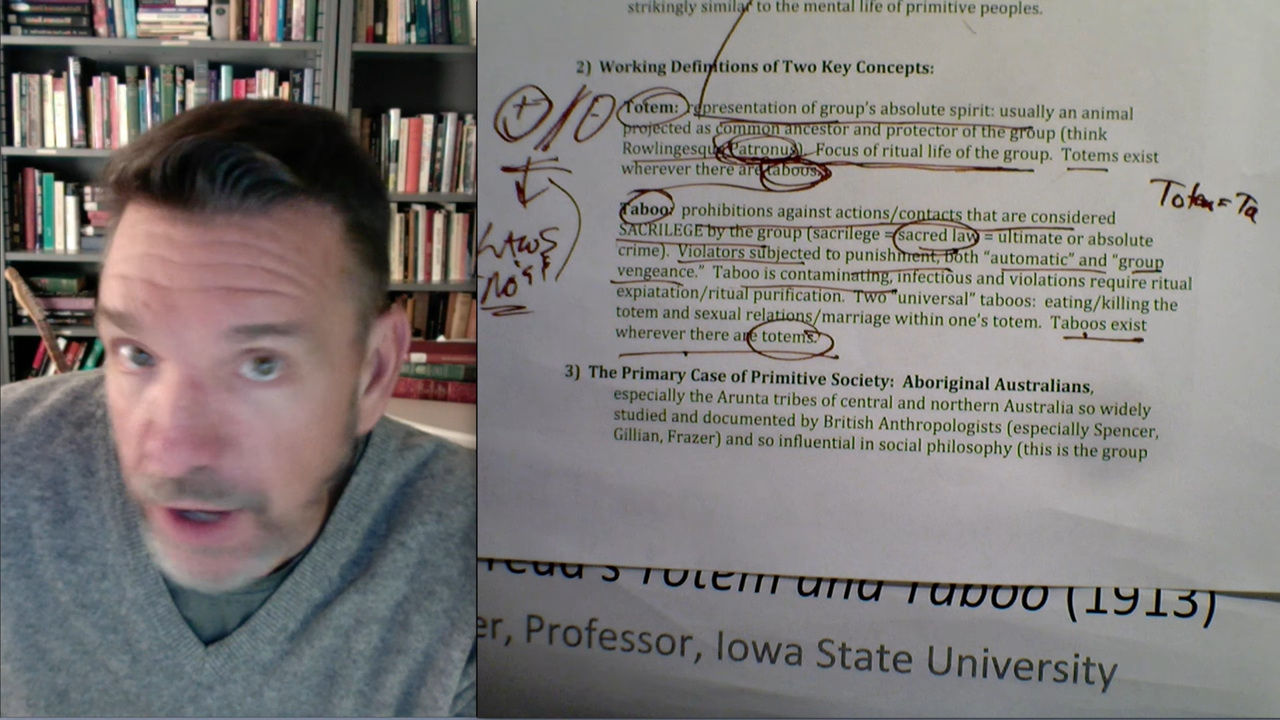 strikingly similar to the mental life of primitive peoples.
2) Working Definitions of Two Key Concepts:
Totem: representation of group's absolute spirit: usually an animal
projected as common ancestor and protector of the group (think
Rowlingesque Patronus). Focus of ritual life of the group. Totems exist
wherever there are taboos.
Taboo: prohibitions against actions/contacts that are considered
SACRILEGE by the group (sacrilege = sacred law = ultimate or absolute
crime). Violators subjected to punishment, both "automatic" and "group
vengeance." Taboo is contaminating, infectious and violations require ritual
expiation/ritual purification. Two "universal" taboos: eating/killing the
totem and sexual relations/marriage within one's totem. Taboos exist
wherever there are totems.
3) The Primary Case of Primitive Society: Aboriginal Australians,
especially the Arunta tribes of central and northern Australia so widely
studied and documented by British Anthropologists (especially Spencer,
Gillian, Frazer) and so influential in social philosophy (this is the group
+ / -
LAWS
NO's
Totem = Ta
reud's Totem and Taboo (1913)
er, Professor, Iowa State University